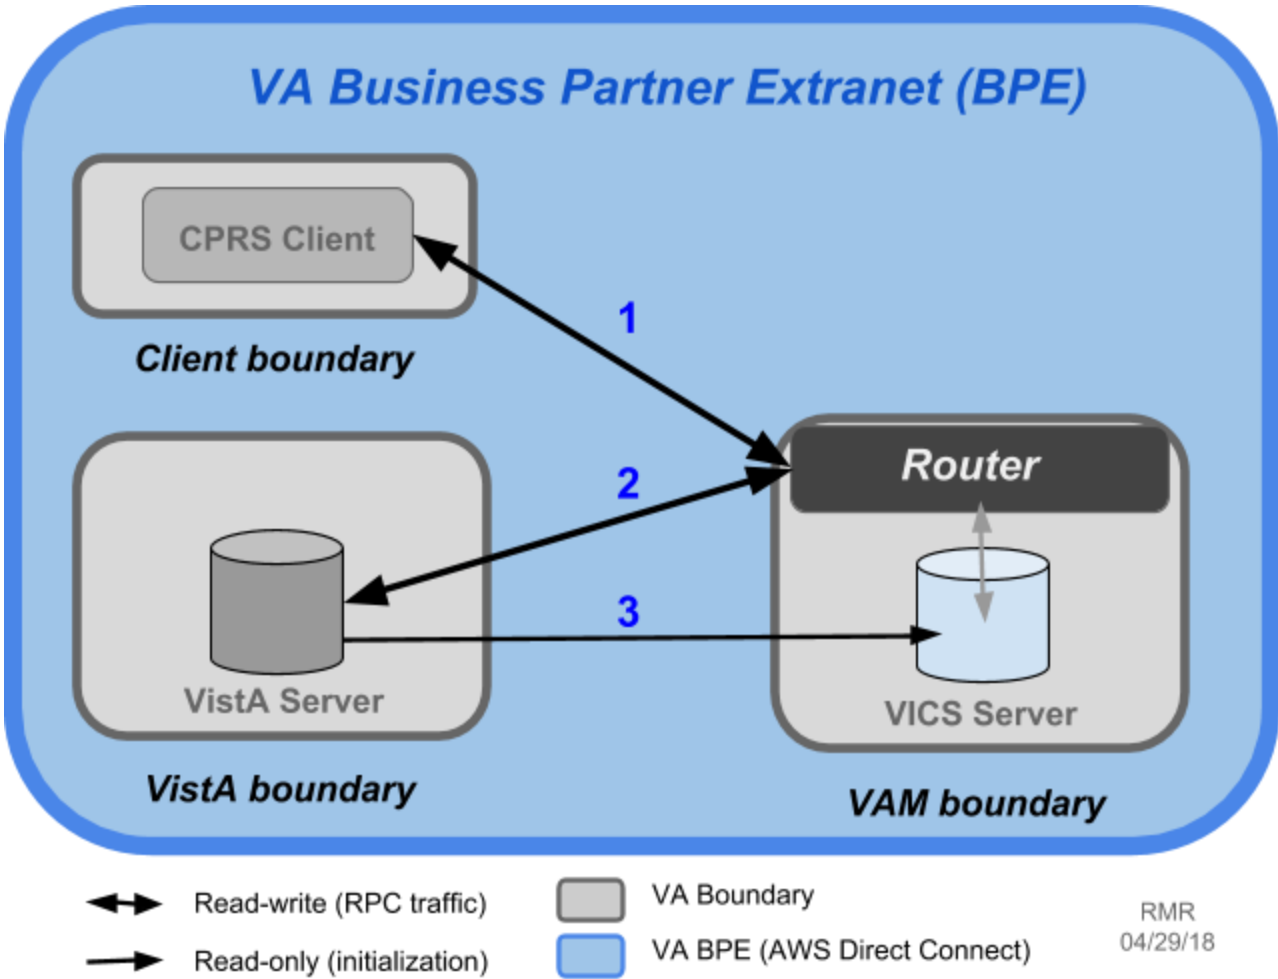 VA Business Partner Extranet (BPE)
CPRS Client
Client boundary
1
2
3
Router
VistA Server
VICS Server
VistA boundary
VAM boundary
Read-write (RPC traffic)
Read-only (initialization)
VA Boundary
VA BPE (AWS Direct Connect)
RMR
04/29/18